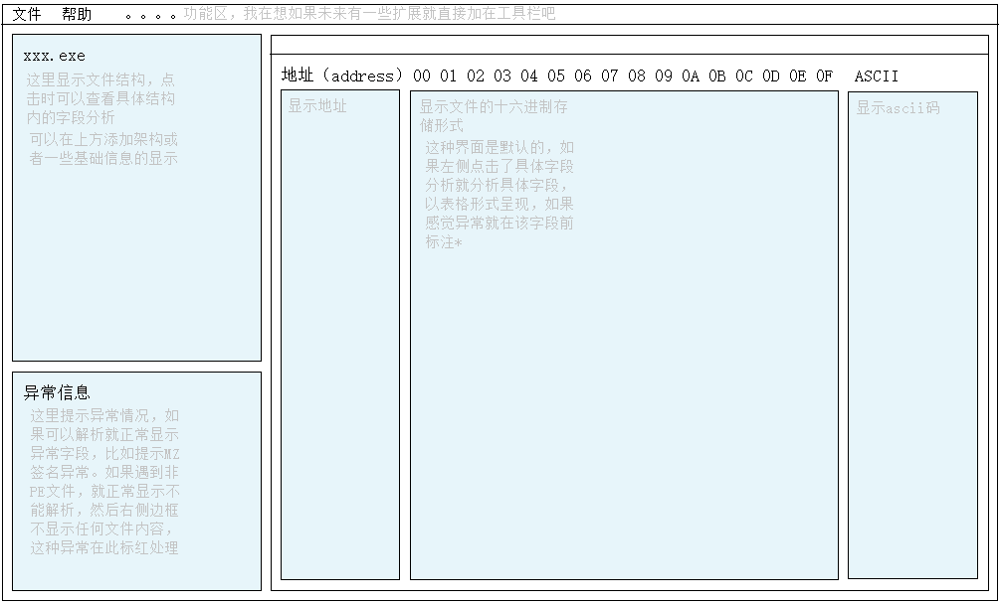 文件 帮助 。。。。功能区，我在想如果未来有一些扩展就直接加在工具栏吧
xxx.exe
这里显示文件结构，点
击时可以查看具体结构
内的字段分析
可以在上方添加架构或
者一些基础信息的显示
异常信息
这里提示异常情况，如
果可以解析就正常显示
异常字段，比如提示MZ
签名异常。如果遇到非
PE文件，就正常显示不
能解析，然后右侧边框
不显示任何文件内容，
这种异常在此标红处理
地址（address） 00 01 02 03 04 05 06 07 08 09 0A 0B 0C 0D 0E 0F ASCII
显示地址
显示文件的十六进制存
储形式
这种界面是默认的，如
果左侧点击了具体字段
分析就分析具体字段，
以表格形式呈现，如果
感觉异常就在该字段前
标注*
显示ascii码